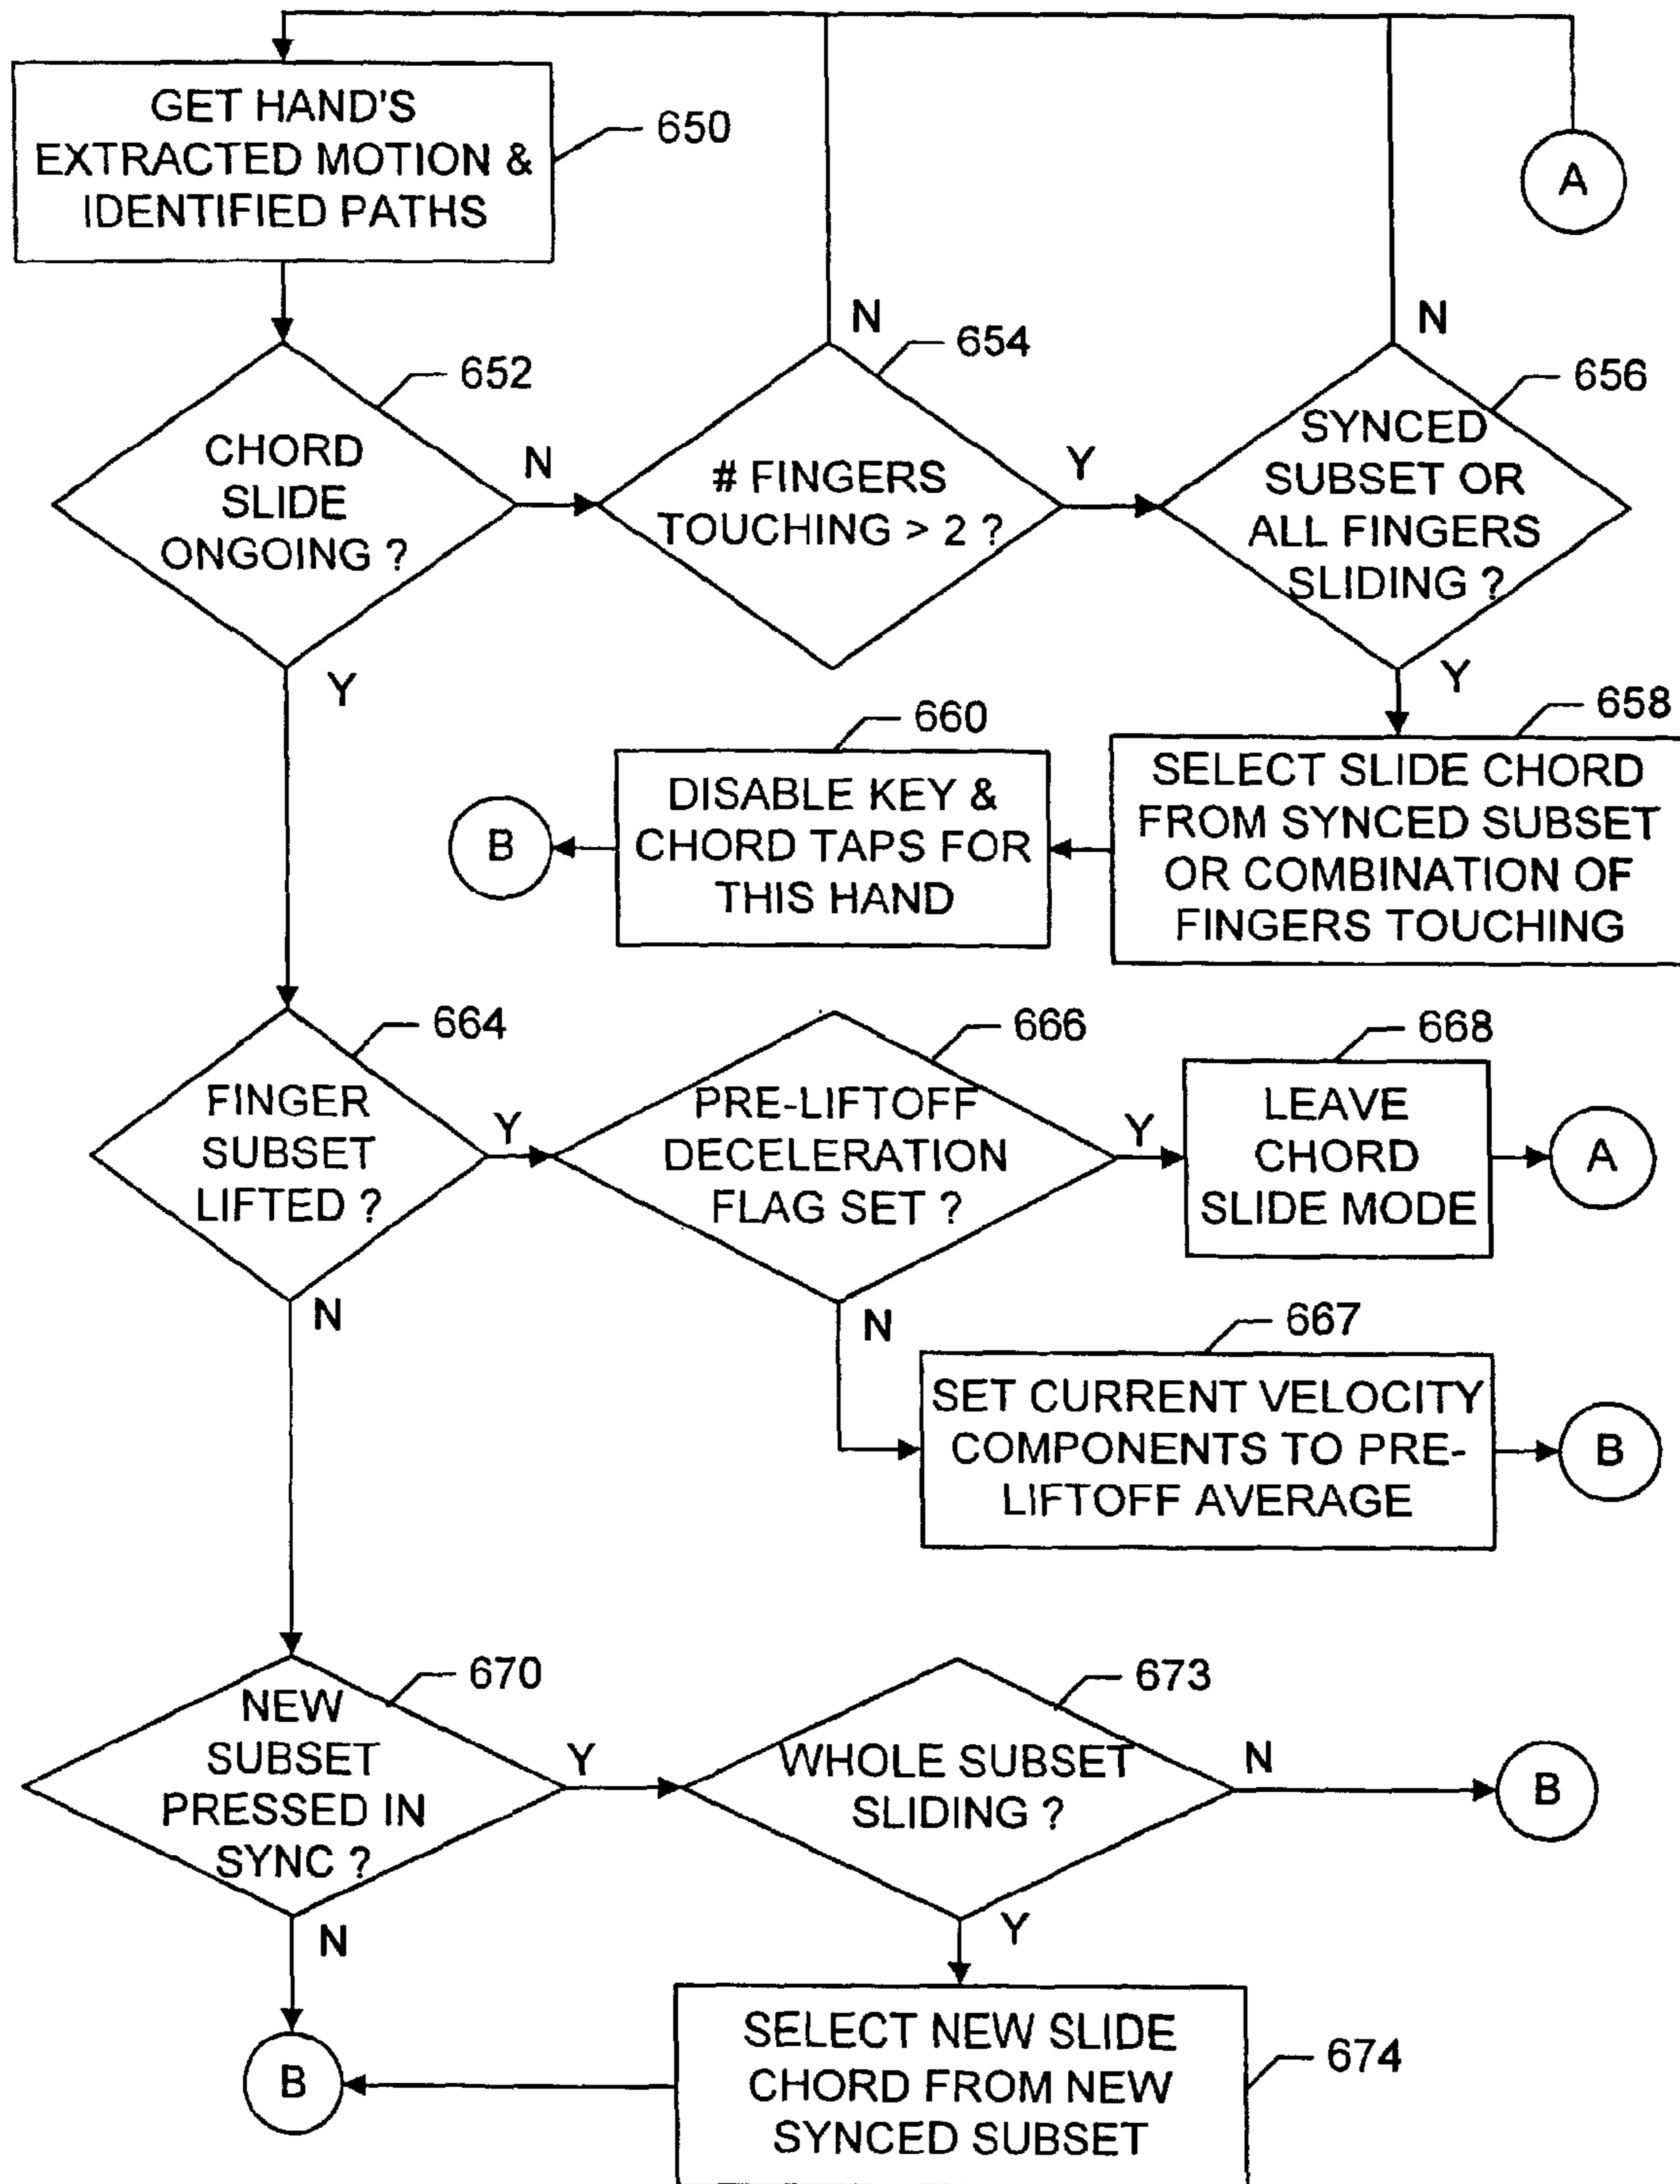 GET HAND'S
EXTRACTED MOTION &
IDENTIFIED PATHS
650
A
652
CHORD
SLIDE
ONGOING ?
N
Y
654
# FINGERS
TOUCHING > 2 ?
N
Y
656
SYNCED
SUBSET OR
ALL FINGERS
SLIDING ?
N
Y
658
SELECT SLIDE CHORD
FROM SYNCED SUBSET
OR COMBINATION OF
FINGERS TOUCHING
660
DISABLE KEY &
CHORD TAPS FOR
THIS HAND
B
664
FINGER
SUBSET
LIFTED ?
Y
N
666
PRE-LIFTOFF
DECELERATION
FLAG SET ?
Y
N
668
LEAVE
CHORD
SLIDE MODE
A
667
SET CURRENT VELOCITY
COMPONENTS TO PRE-
LIFTOFF AVERAGE
B
670
NEW
SUBSET
PRESSED IN
SYNC ?
Y
N
673
WHOLE SUBSET
SLIDING ?
N
Y
B
B
674
SELECT NEW SLIDE
CHORD FROM NEW
SYNCED SUBSET